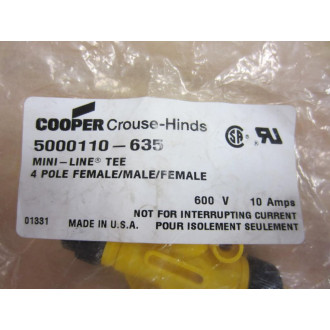 COOPER Crouse-Hinds
5000110-635
MINI-LINE® TEE
4 POLE FEMALE/MALE/FEMALE
600 V 10 Amps
NOT FOR INTERRUPTING CURRENT
01331 MADE IN U.S.A. POUR ISOLEMENT SEULEMENT